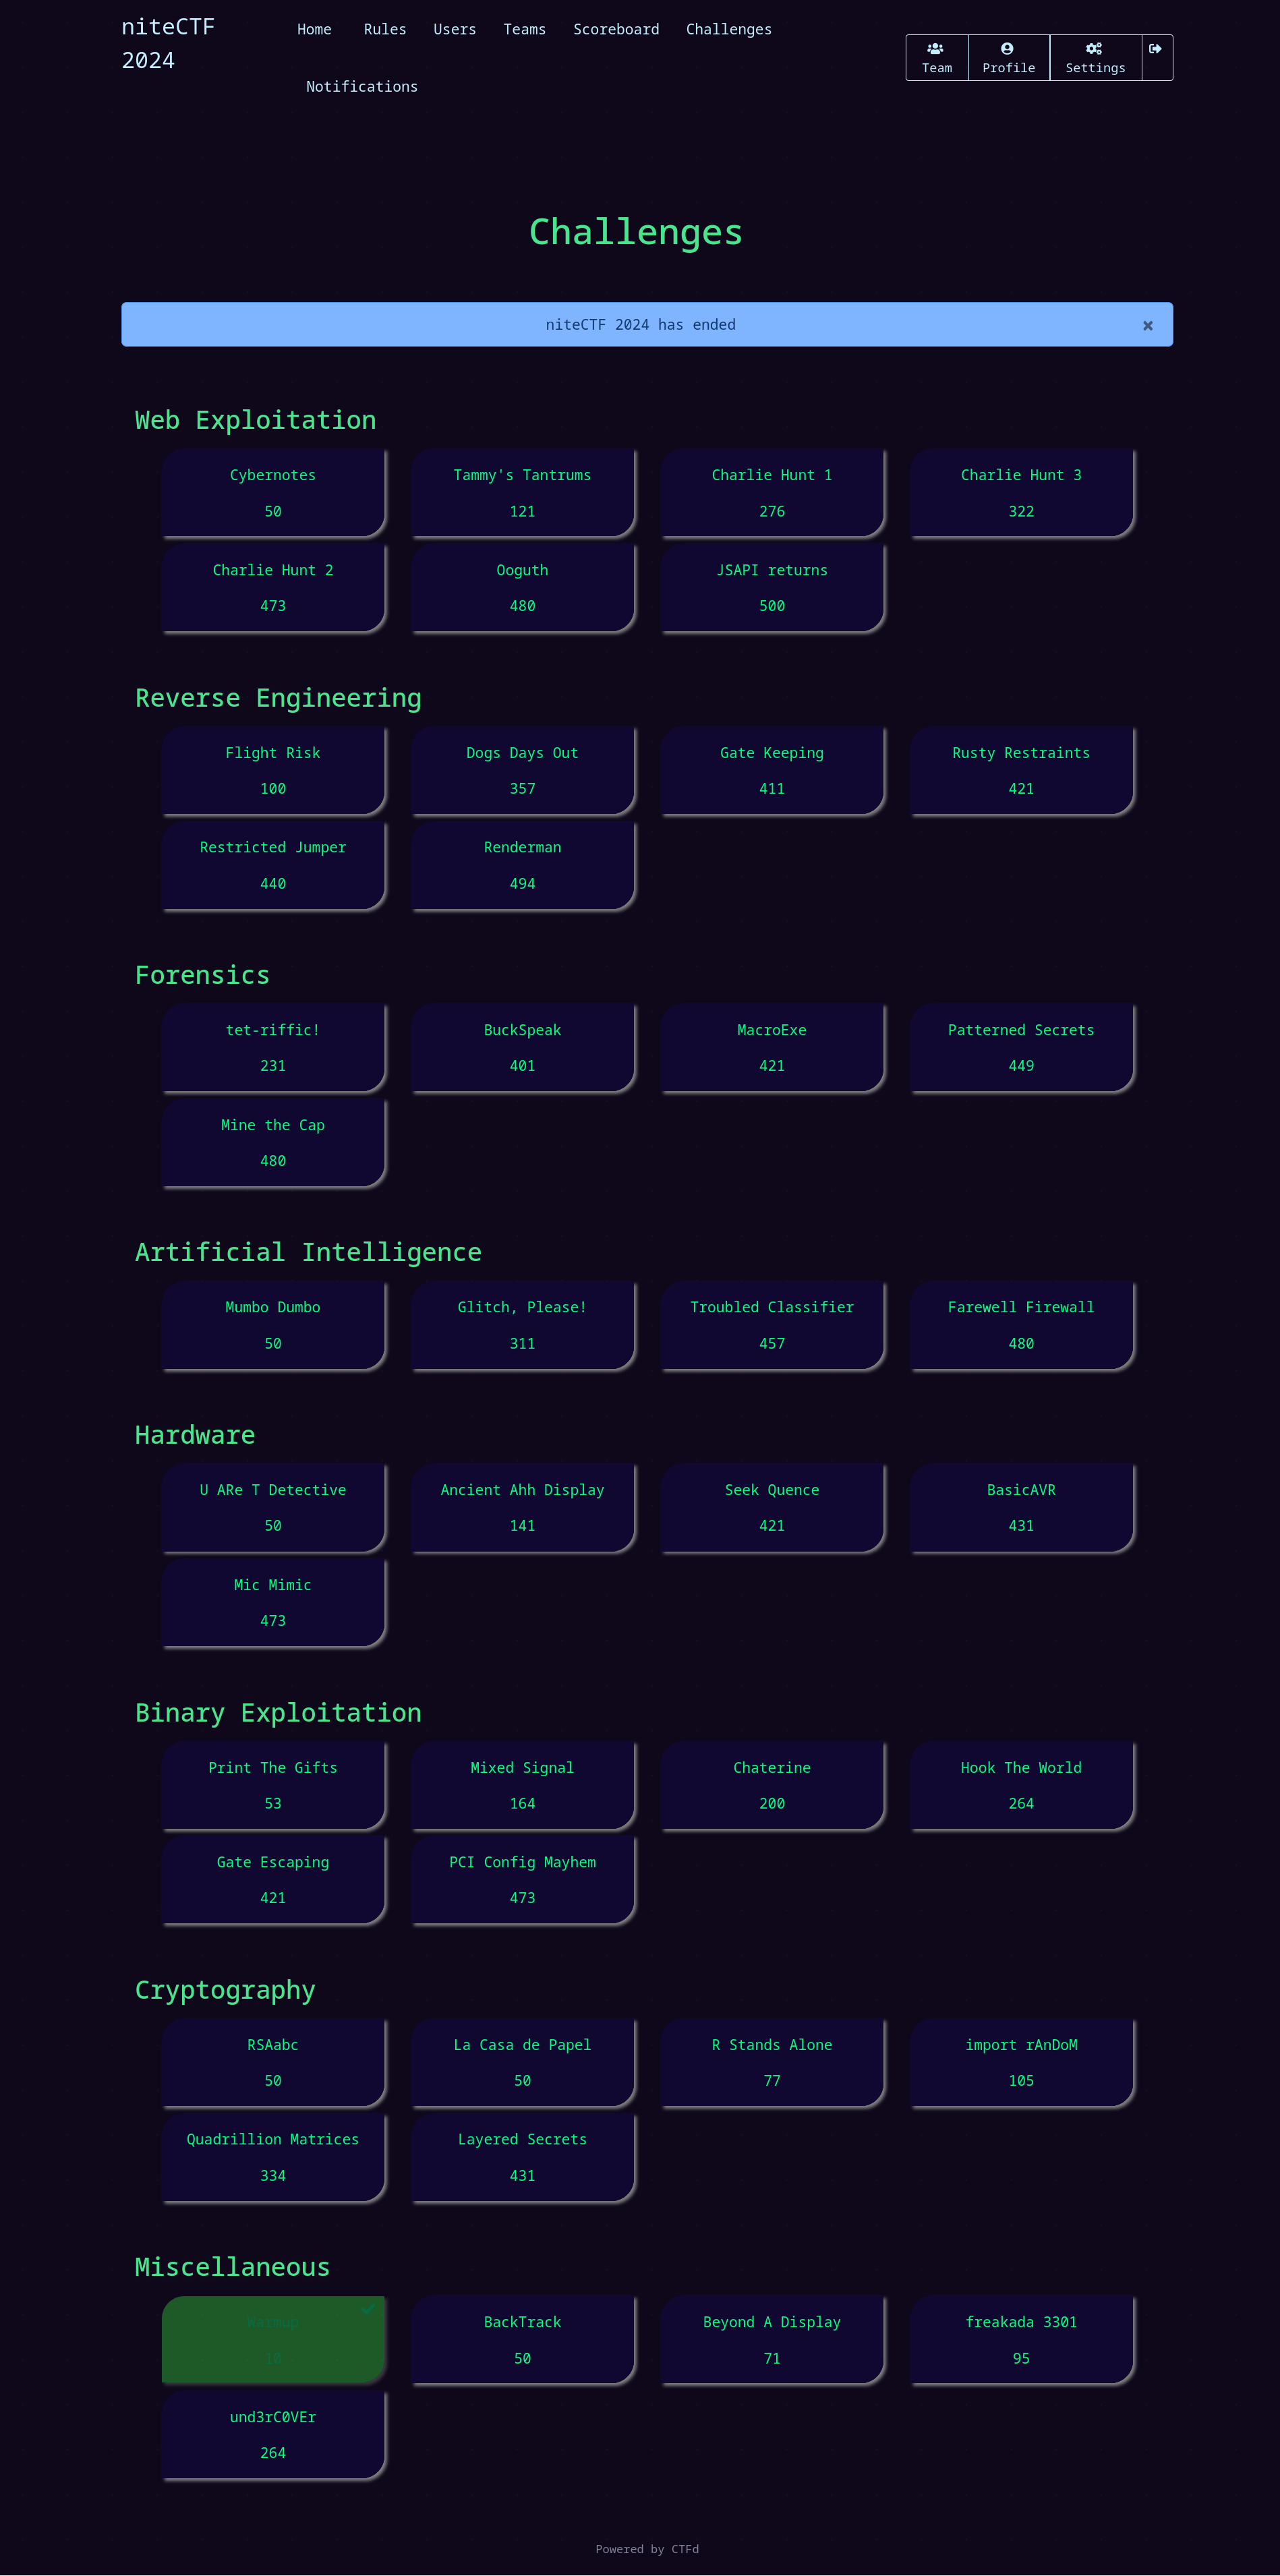 niteCTF
2024
Home Rules Users Teams Scoreboard Challenges
Notifications
Team Profile Settings
Challenges
niteCTF 2024 has ended ×
Web Exploitation
Cybernotes Tammy's Tantrums Charlie Hunt 1 Charlie Hunt 3
50 121 276 322
Charlie Hunt 2 Ooguth JSAPI returns
473 480 500
Reverse Engineering
Flight Risk Dogs Days Out Gate Keeping Rusty Restraints
100 357 411 421
Restricted Jumper Renderman
440 494
Forensics
tet-riffic! BuckSpeak MacroExe Patterned Secrets
231 401 421 449
Mine the Cap
480
Artificial Intelligence
Mumbo Dumbo Glitch, Please! Troubled Classifier Farewell Firewall
50 311 457 480
Hardware
U ARe T Detective Ancient Ahh Display Seek Quence BasicAVR
50 141 421 431
Mic Mimic
473
Binary Exploitation
Print The Gifts Mixed Signal Chaterine Hook The World
53 164 200 264
Gate Escaping PCI Config Mayhem
421 473
Cryptography
RSAabc La Casa de Papel R Stands Alone import rAnDoM
50 50 77 105
Quadrillion Matrices Layered Secrets
334 431
Miscellaneous
Warmup BackTrack Beyond A Display freakada 3301
50 71 95
und3rC0VEr
264
Powered by CTFd